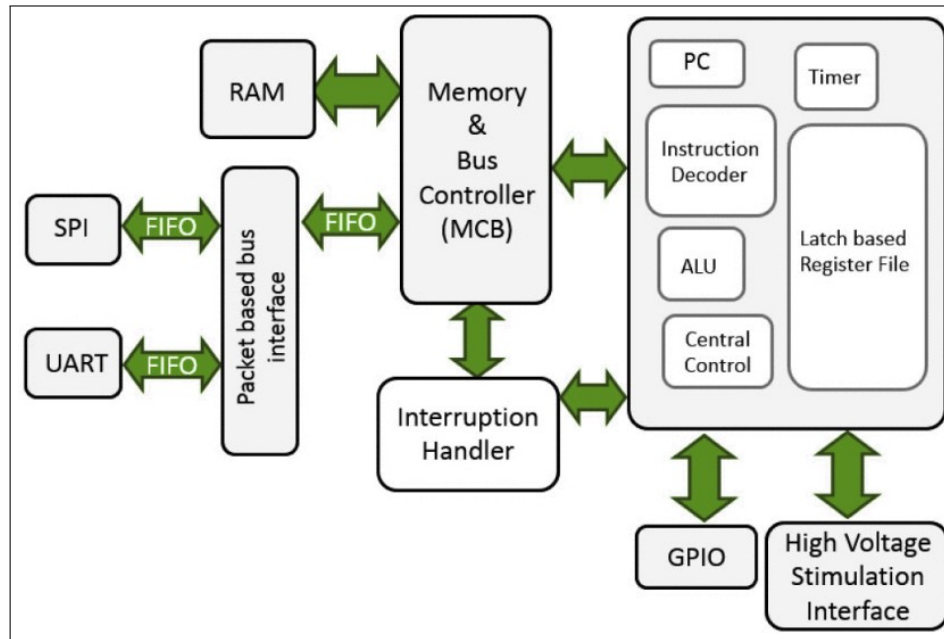 RAM
Memory
&
Bus
Controller
(MCB)
PC
Timer
Instruction
Decoder
ALU
Central
Control
Latch based
Register File
SPI
FIFO
UART
FIFO
Packet based bus
interface
FIFO
Interruption
Handler
GPIO
High Voltage
Stimulation
Interface